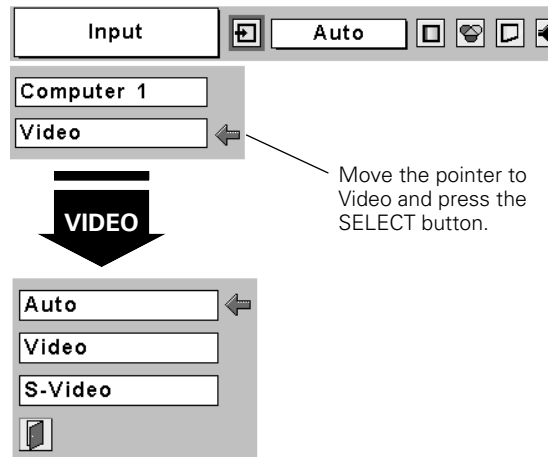 Input
Auto
Computer 1
Video
Move the pointer to
Video and press the
SELECT button.
VIDEO
Auto
Video
S-Video